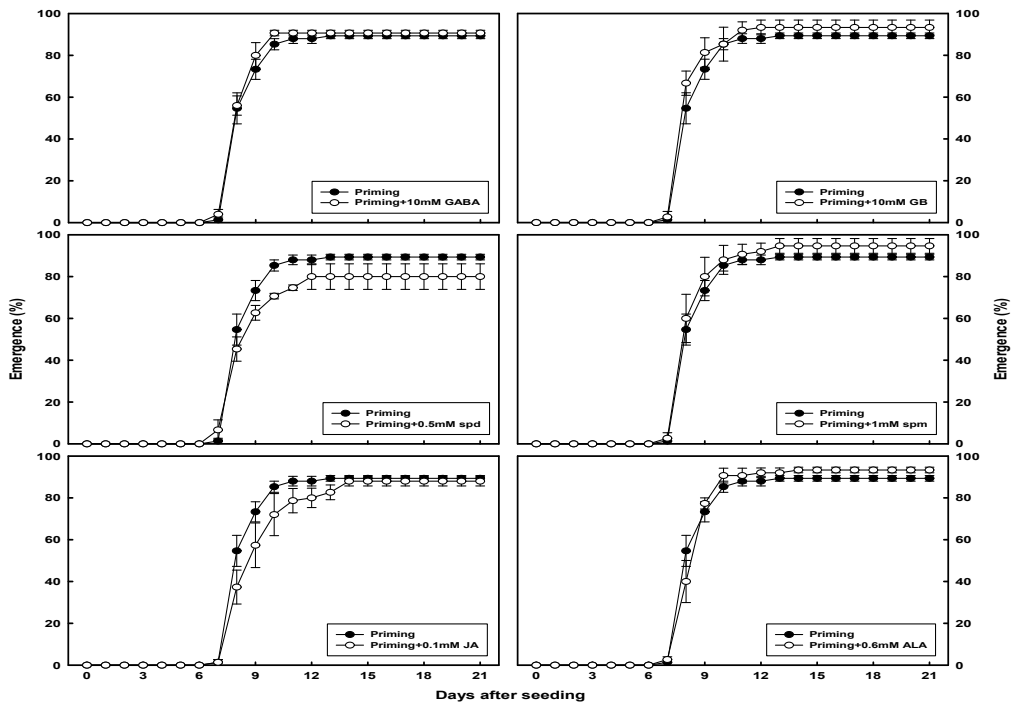 100
80
60
40
20
0
Priming
Priming+10mM GABA
Priming
Priming+10mM GB
100
80
60
40
20
0
100
80
60
40
20
0
Priming
Priming+0.5mM spd
Priming
Priming+1mM spm
100
80
60
40
20
0
Emergence (%)
Emergence (%)
100
80
60
40
20
0
Priming
Priming+0.1mM JA
Priming
Priming+0.6mM ALA
100
80
60
40
20
0
0 3 6 9 12 15 18 21
0 3 6 9 12 15 18 21
Days after seeding